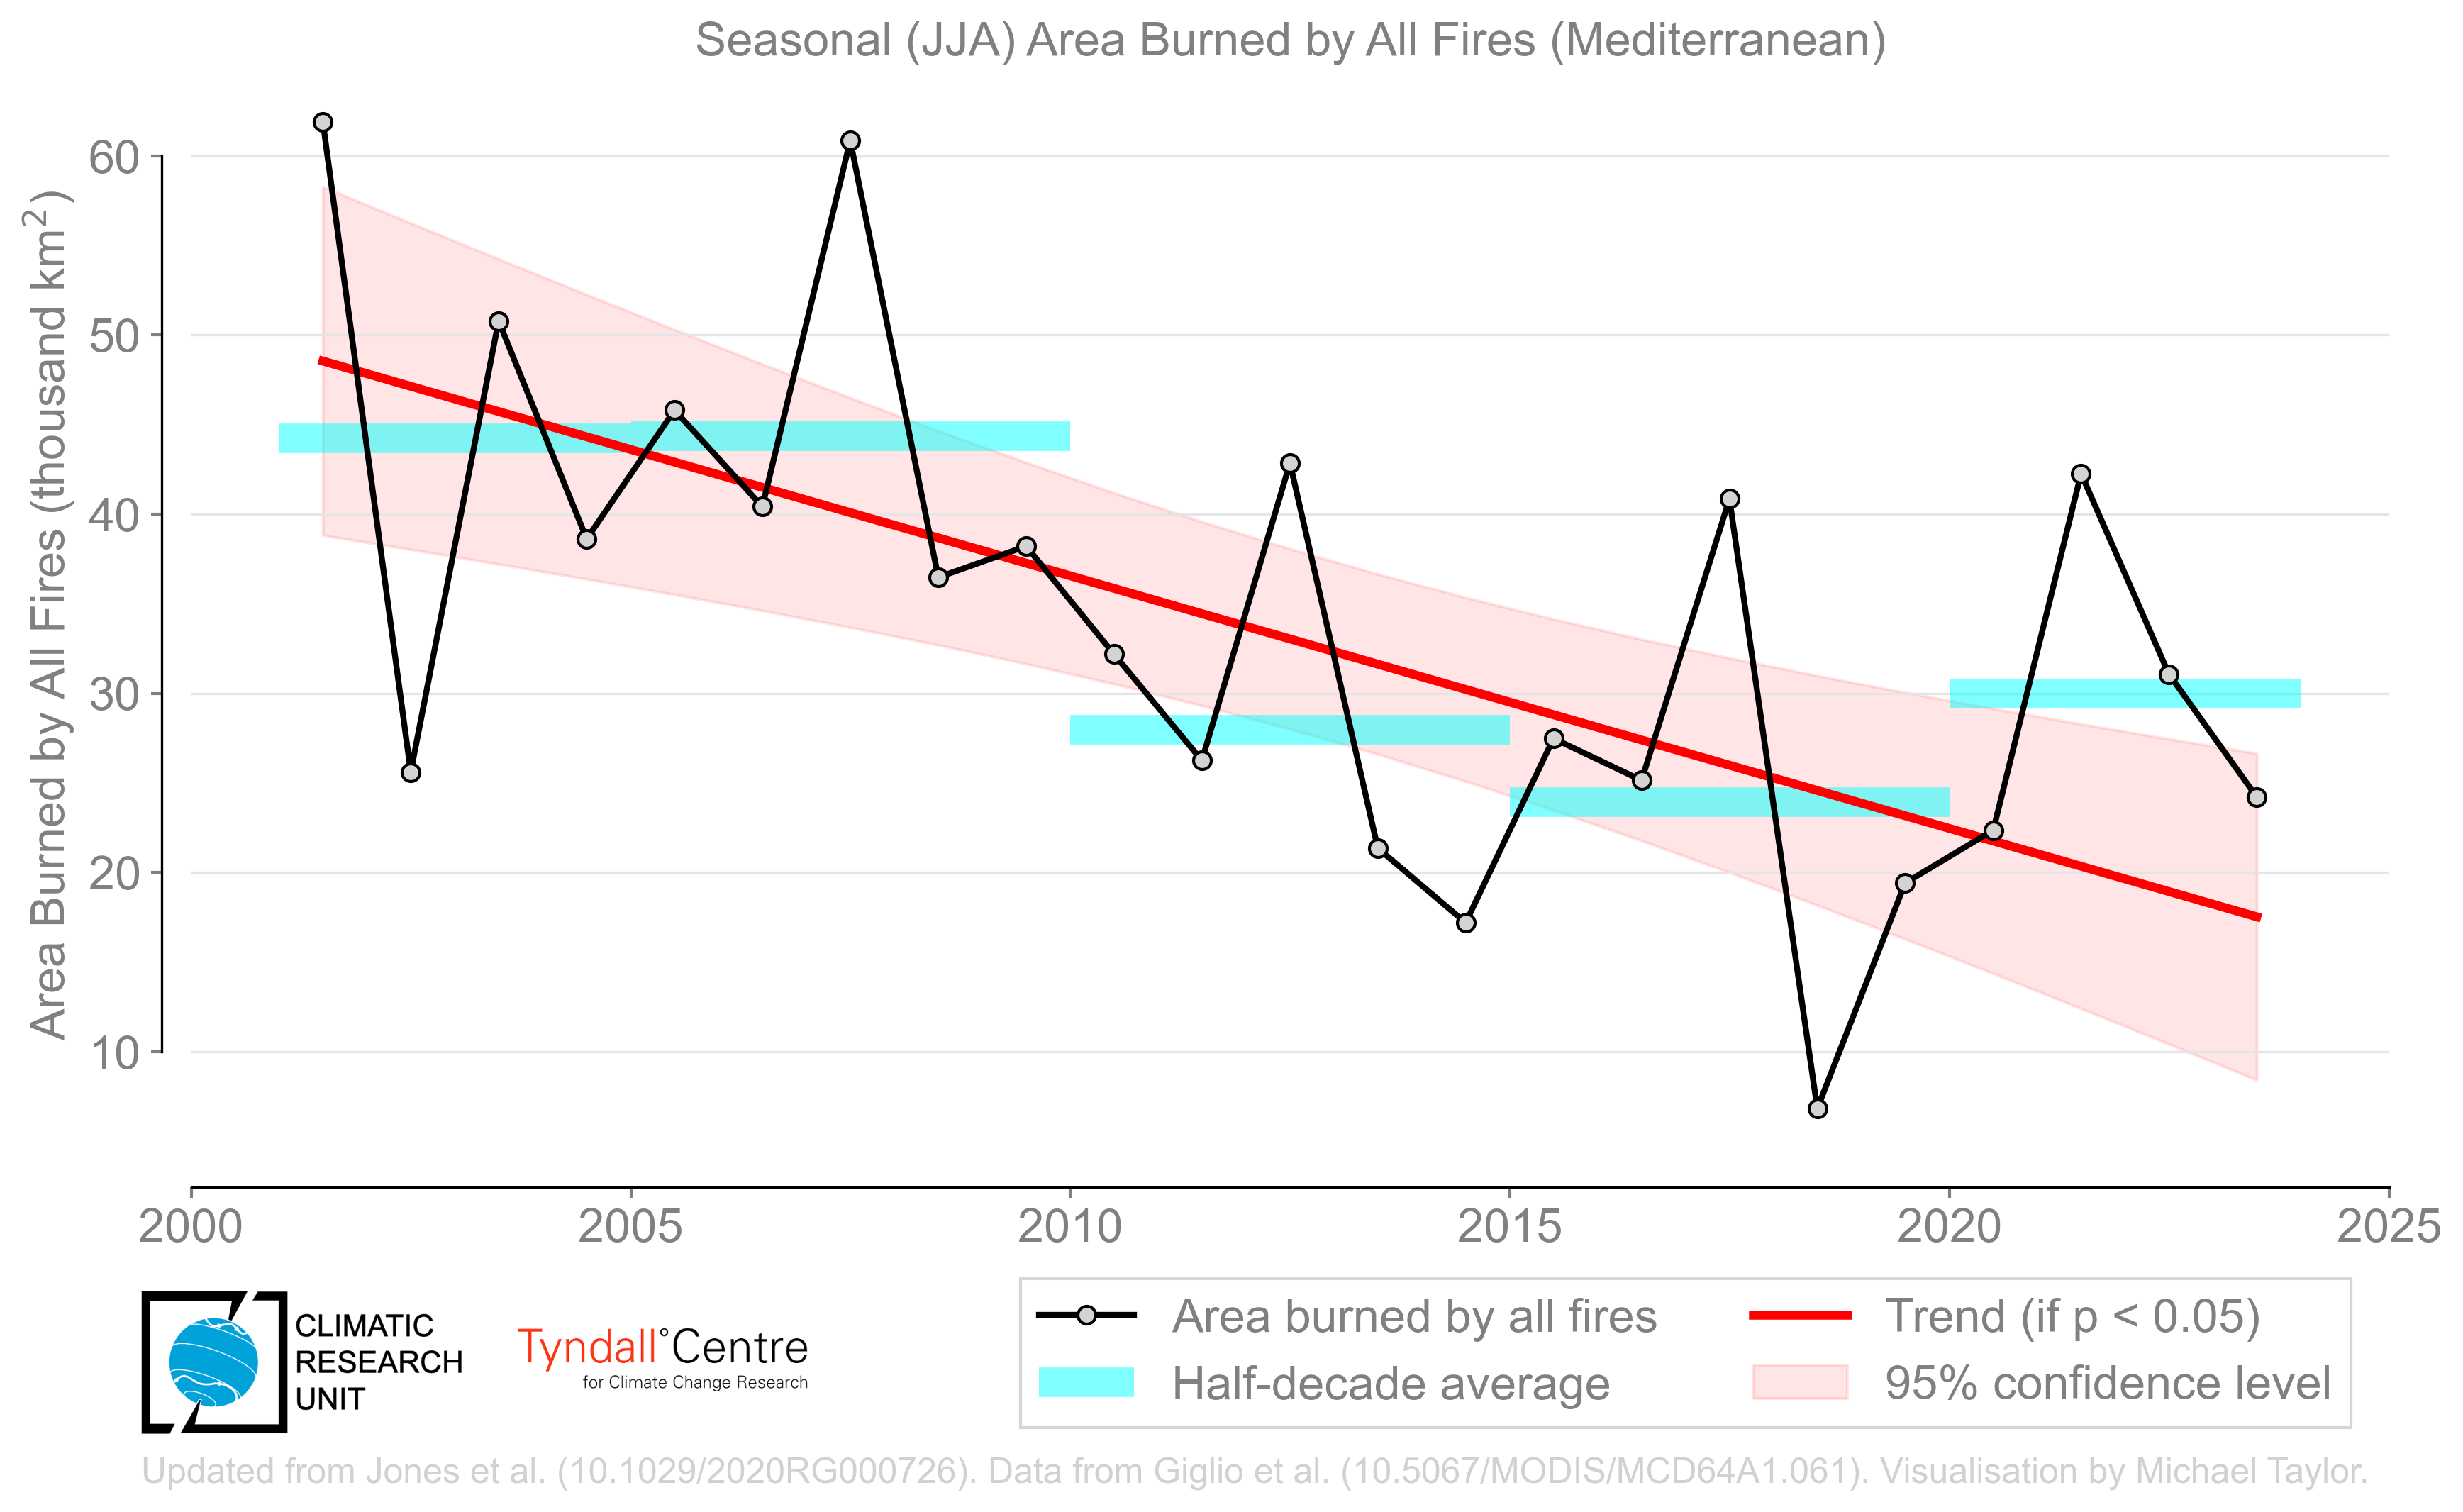 Seasonal (JJA) Area Burned by All Fires (Mediterranean)
Area Burned by All Fires (thousand km²)
60
50
40
30
20
10
2000 2005 2010 2015 2020 2025
CLIMATIC
RESEARCH
UNIT
Tyndall°Centre
for Climate Change Research
Area burned by all fires
Half-decade average
Trend (if p < 0.05)
95% confidence level
Updated from Jones et al. (10.1029/2020RG000726). Data from Giglio et al. (10.5067/MODIS/MCD64A1.061). Visualisation by Michael Taylor.